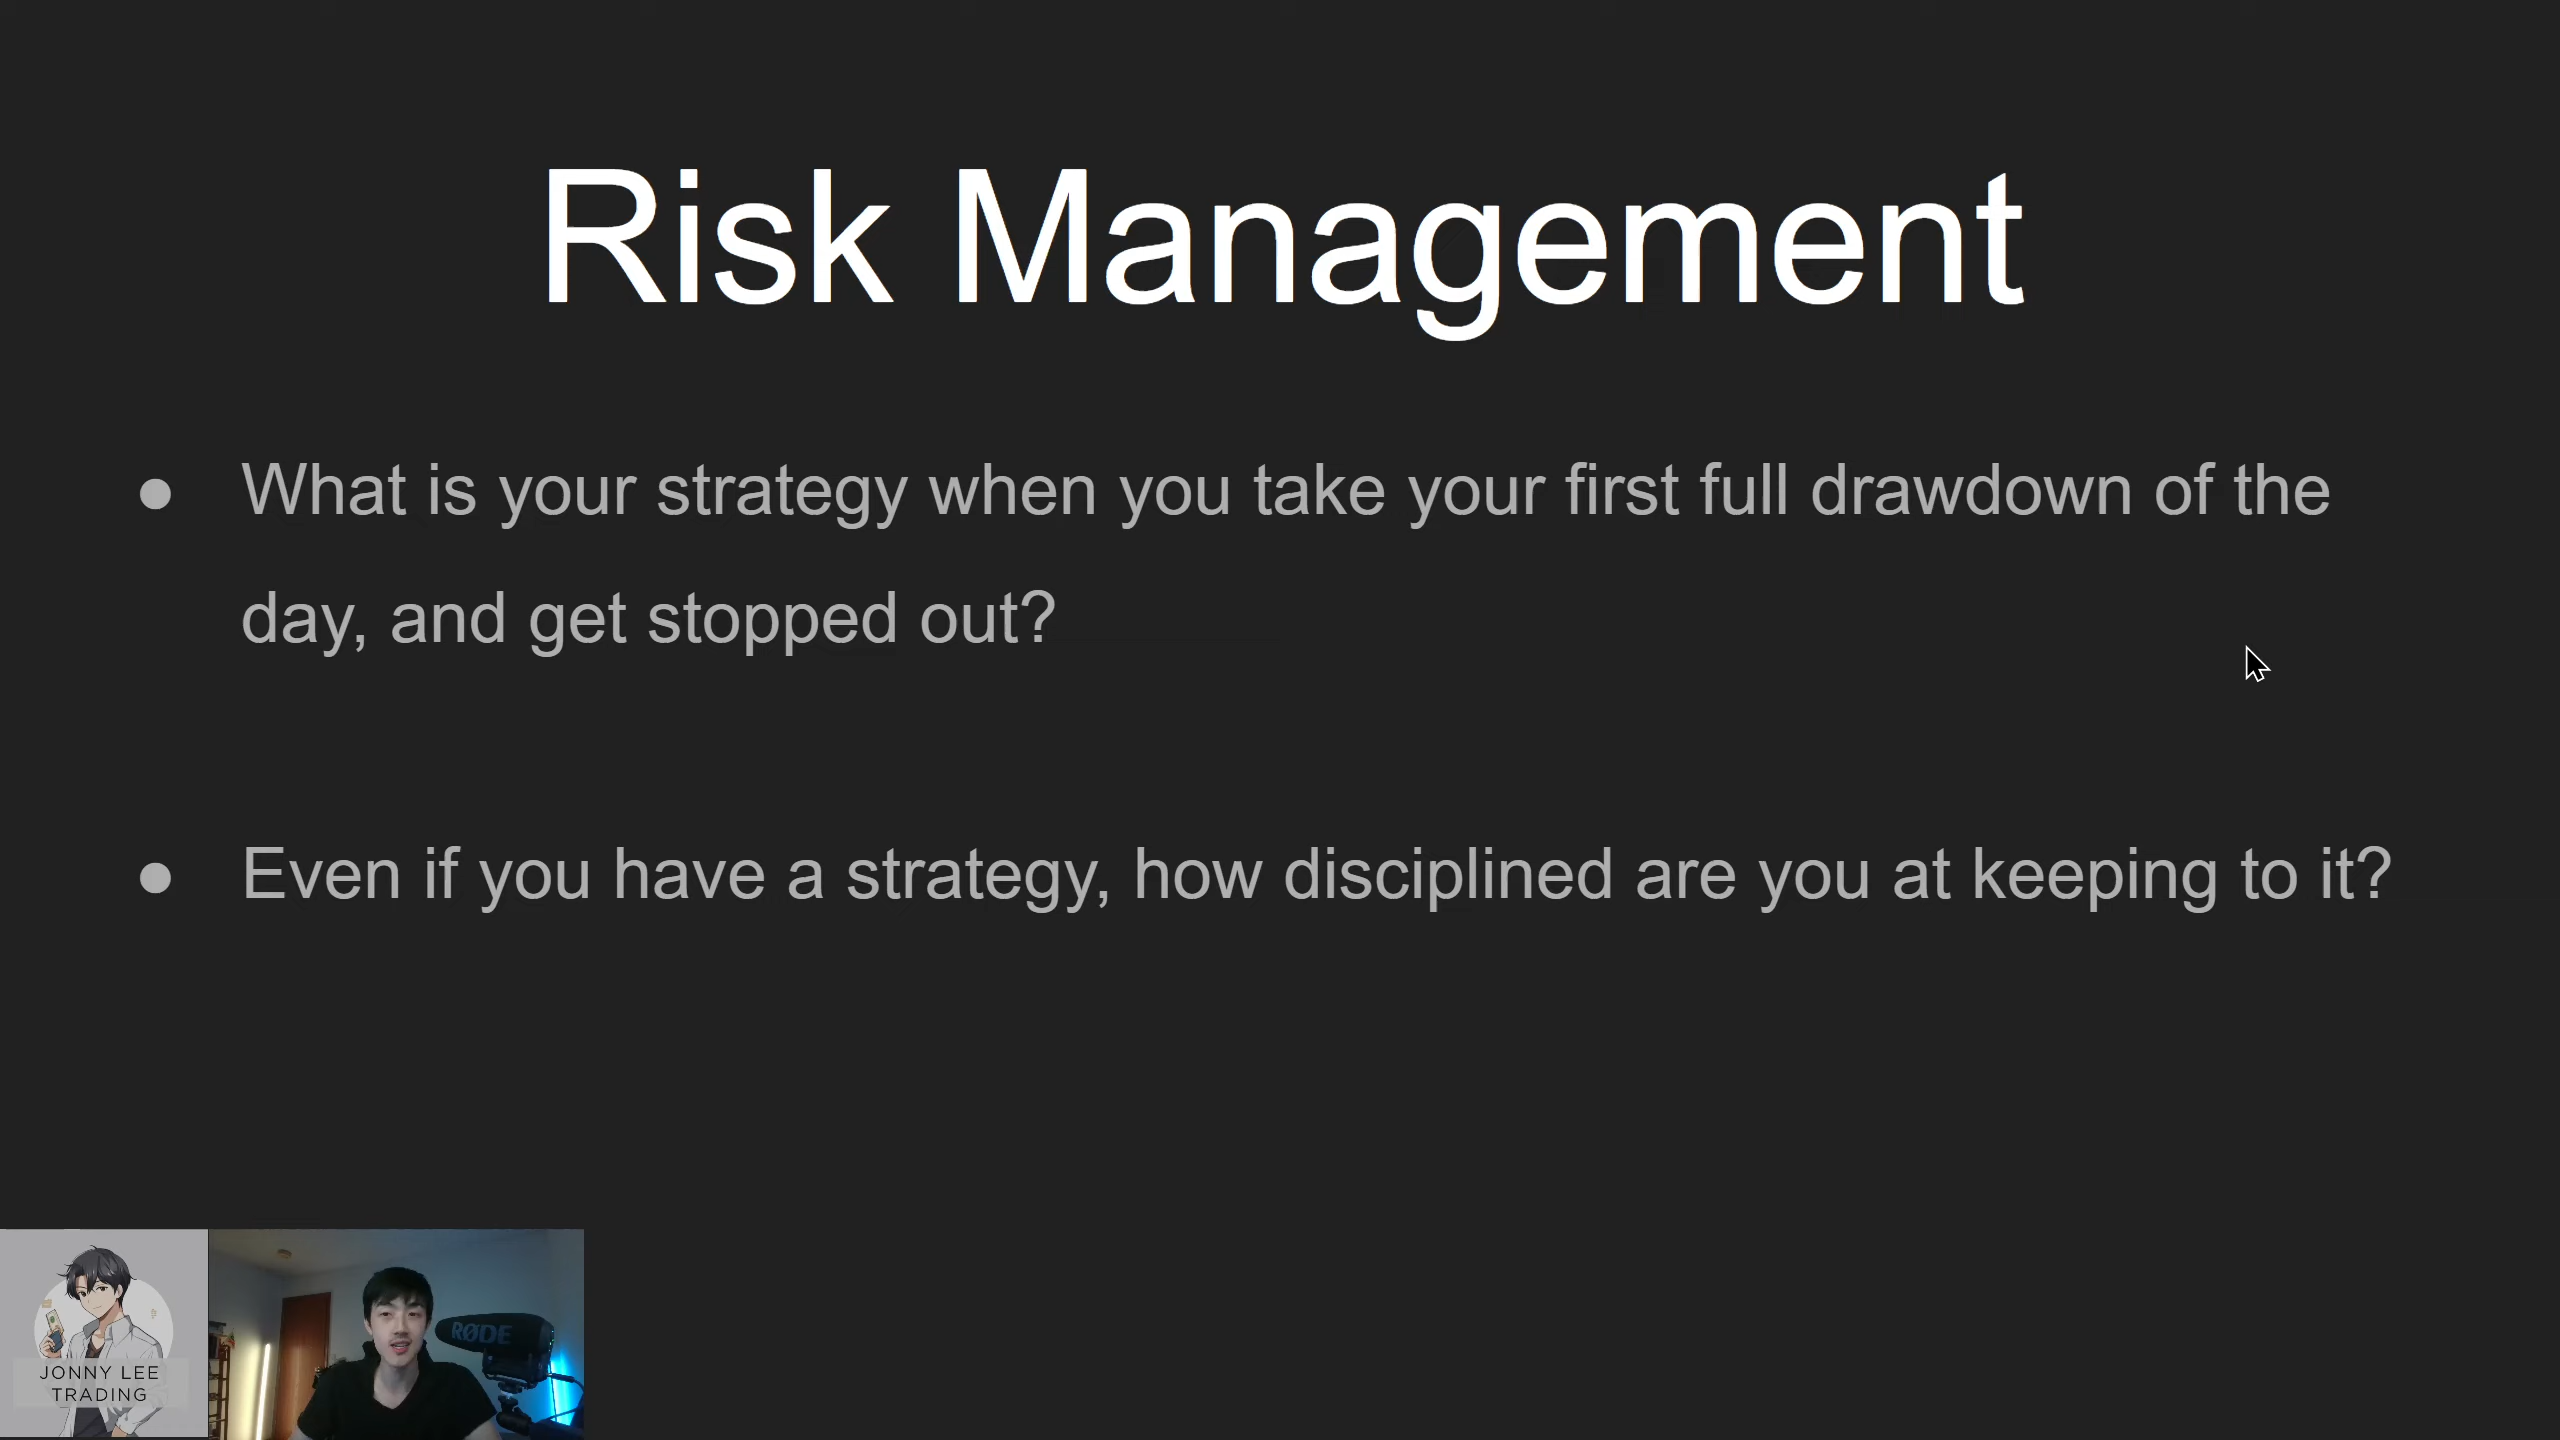 Risk Management
● What is your strategy when you take your first full drawdown of the
day, and get stopped out?
● Even if you have a strategy, how disciplined are you at keeping to it?
JONNY LEE
TRADING
RØDE